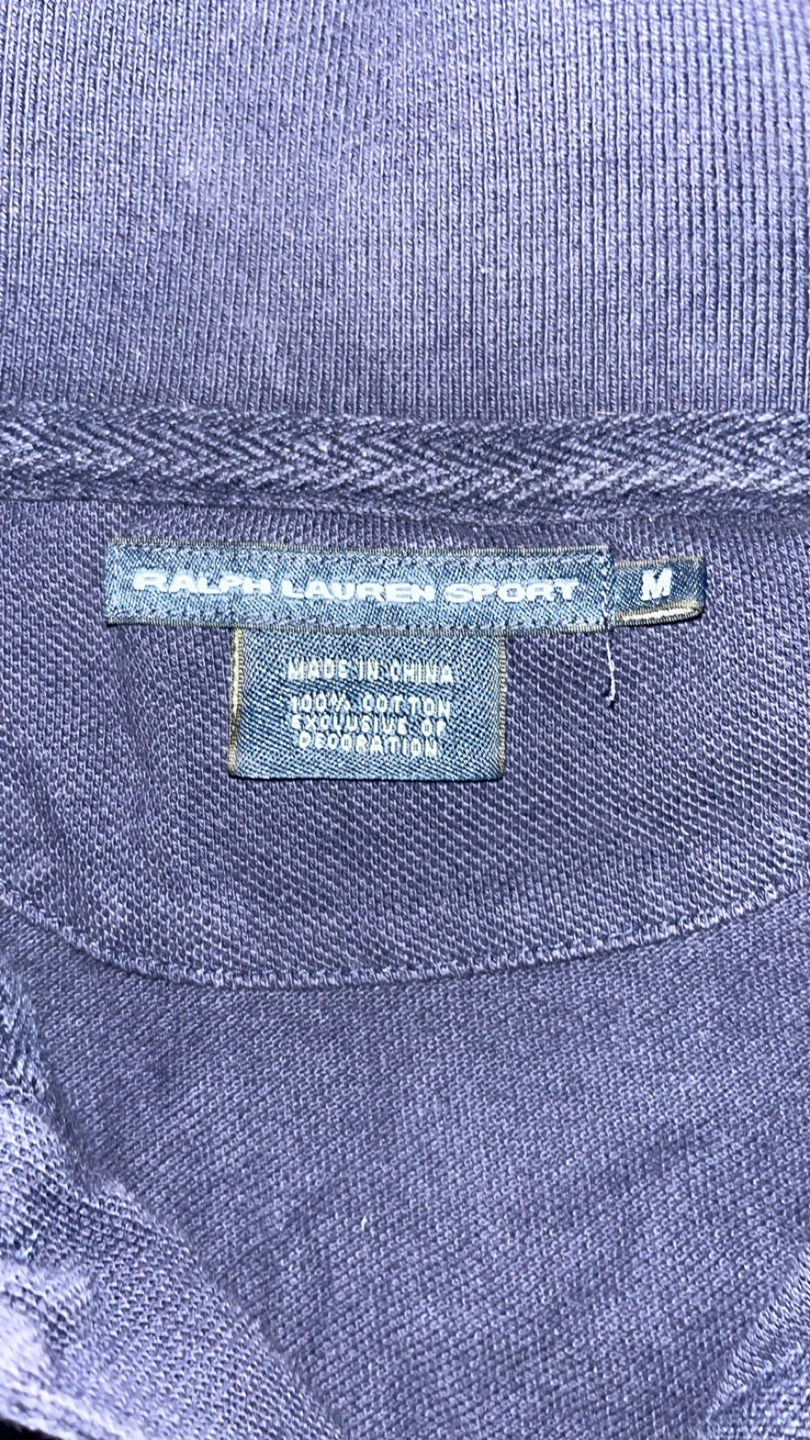 RALPH LAUREN SPORT M
MADE IN CHINA
100% COTTON
EXCLUSIVE OF
DECORATION